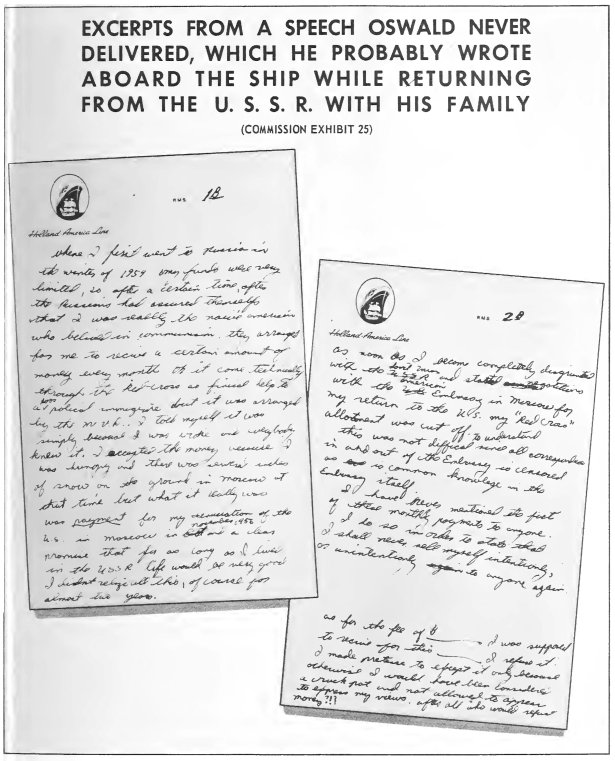 EXCERPTS FROM A SPEECH OSWALD NEVER
DELIVERED, WHICH HE PROBABLY WROTE
ABOARD THE SHIP WHILE RETURNING
FROM THE U. S. S. R. WITH HIS FAMILY
(COMMISSION EXHIBIT 25)
RMS 1B
Holland America Line
where I first went to Russia in
the winter of 1959 my funds were very
limited, so after a certain time, after
the Russians had assured themselfs
that I was really the naive american
who belived in communism, they arranged
for me to recive a certain amount of
money every month. OK it came technically
through the Red-Cross as finicial help to
a polical immigrate but it was arranged
by the M.V.D. I told myself it was
simply because I was broke and everybody
knew it. I accepted the money, because I
was hungry and there was several inches
of snow on the ground in moscow at
that time but what it really was
was payment for my denuciation of the
U.S. in moscow in november 1959 and a clear
promise that for as long as I lived
in the USSR life would be very good
I didn't relize all this, of course for
almost two years.
RMS 2B
Holland America Line
as soon as I became completely disgruntled
with the Sovit Union and started negotiations
with the american Embassy in Moscow for
my return to the U.S. my "Red Cross"
allotment was cut off.
this was not diffical to understand since all correspondence
in and out of the Embassy is censored
as is common knowlege in the
Embassy itself.
I have never mentioned the fact
of these monthly payments to anyone.
I do so in order to state that
I shall never sell myself intentionly,
or unintentionly to anyone again
as for the fee of $ I was supposed
to recive for this I refuse it.
I made pretense to except it only because
otherwise I would have been considered
a crack pot and not allowed to appear
to express my views. after all who would refuse
money?!?